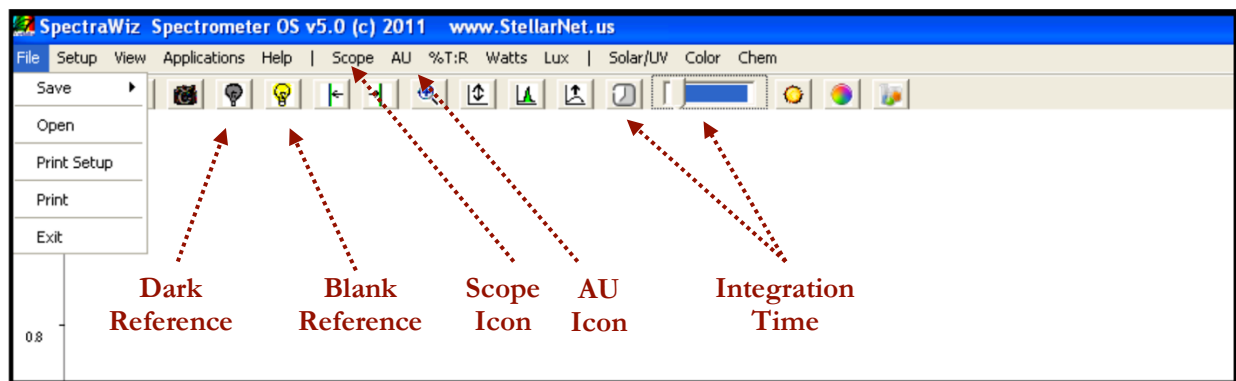 SpectraWiz Spectrometer OS v5.0 (c) 2011 www.StellarNet.us
File Setup View Applications Help | Scope AU %T:R Watts Lux | Solar/UV Color Chem
Save
Open
Print Setup
Print
Exit
Dark Reference
Blank Reference
Scope Icon
AU Icon
Integration Time
0.8